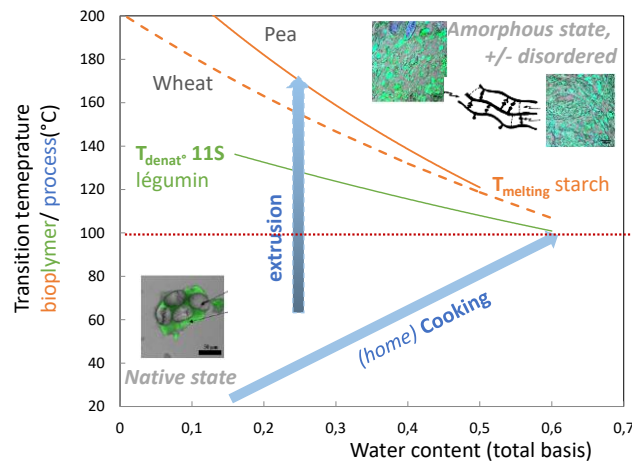 Transition temeprature
bioplymer/ process(°C)
200
180
160
140
120
100
80
60
40
20
Pea
Wheat
Amorphous state,
+/- disordered
T_denat° 11S
légumin
T_melting starch
extrusion
(home) Cooking
Native state
0
0,1
0,2
0,3
0,4
0,5
0,6
0,7
Water content (total basis)